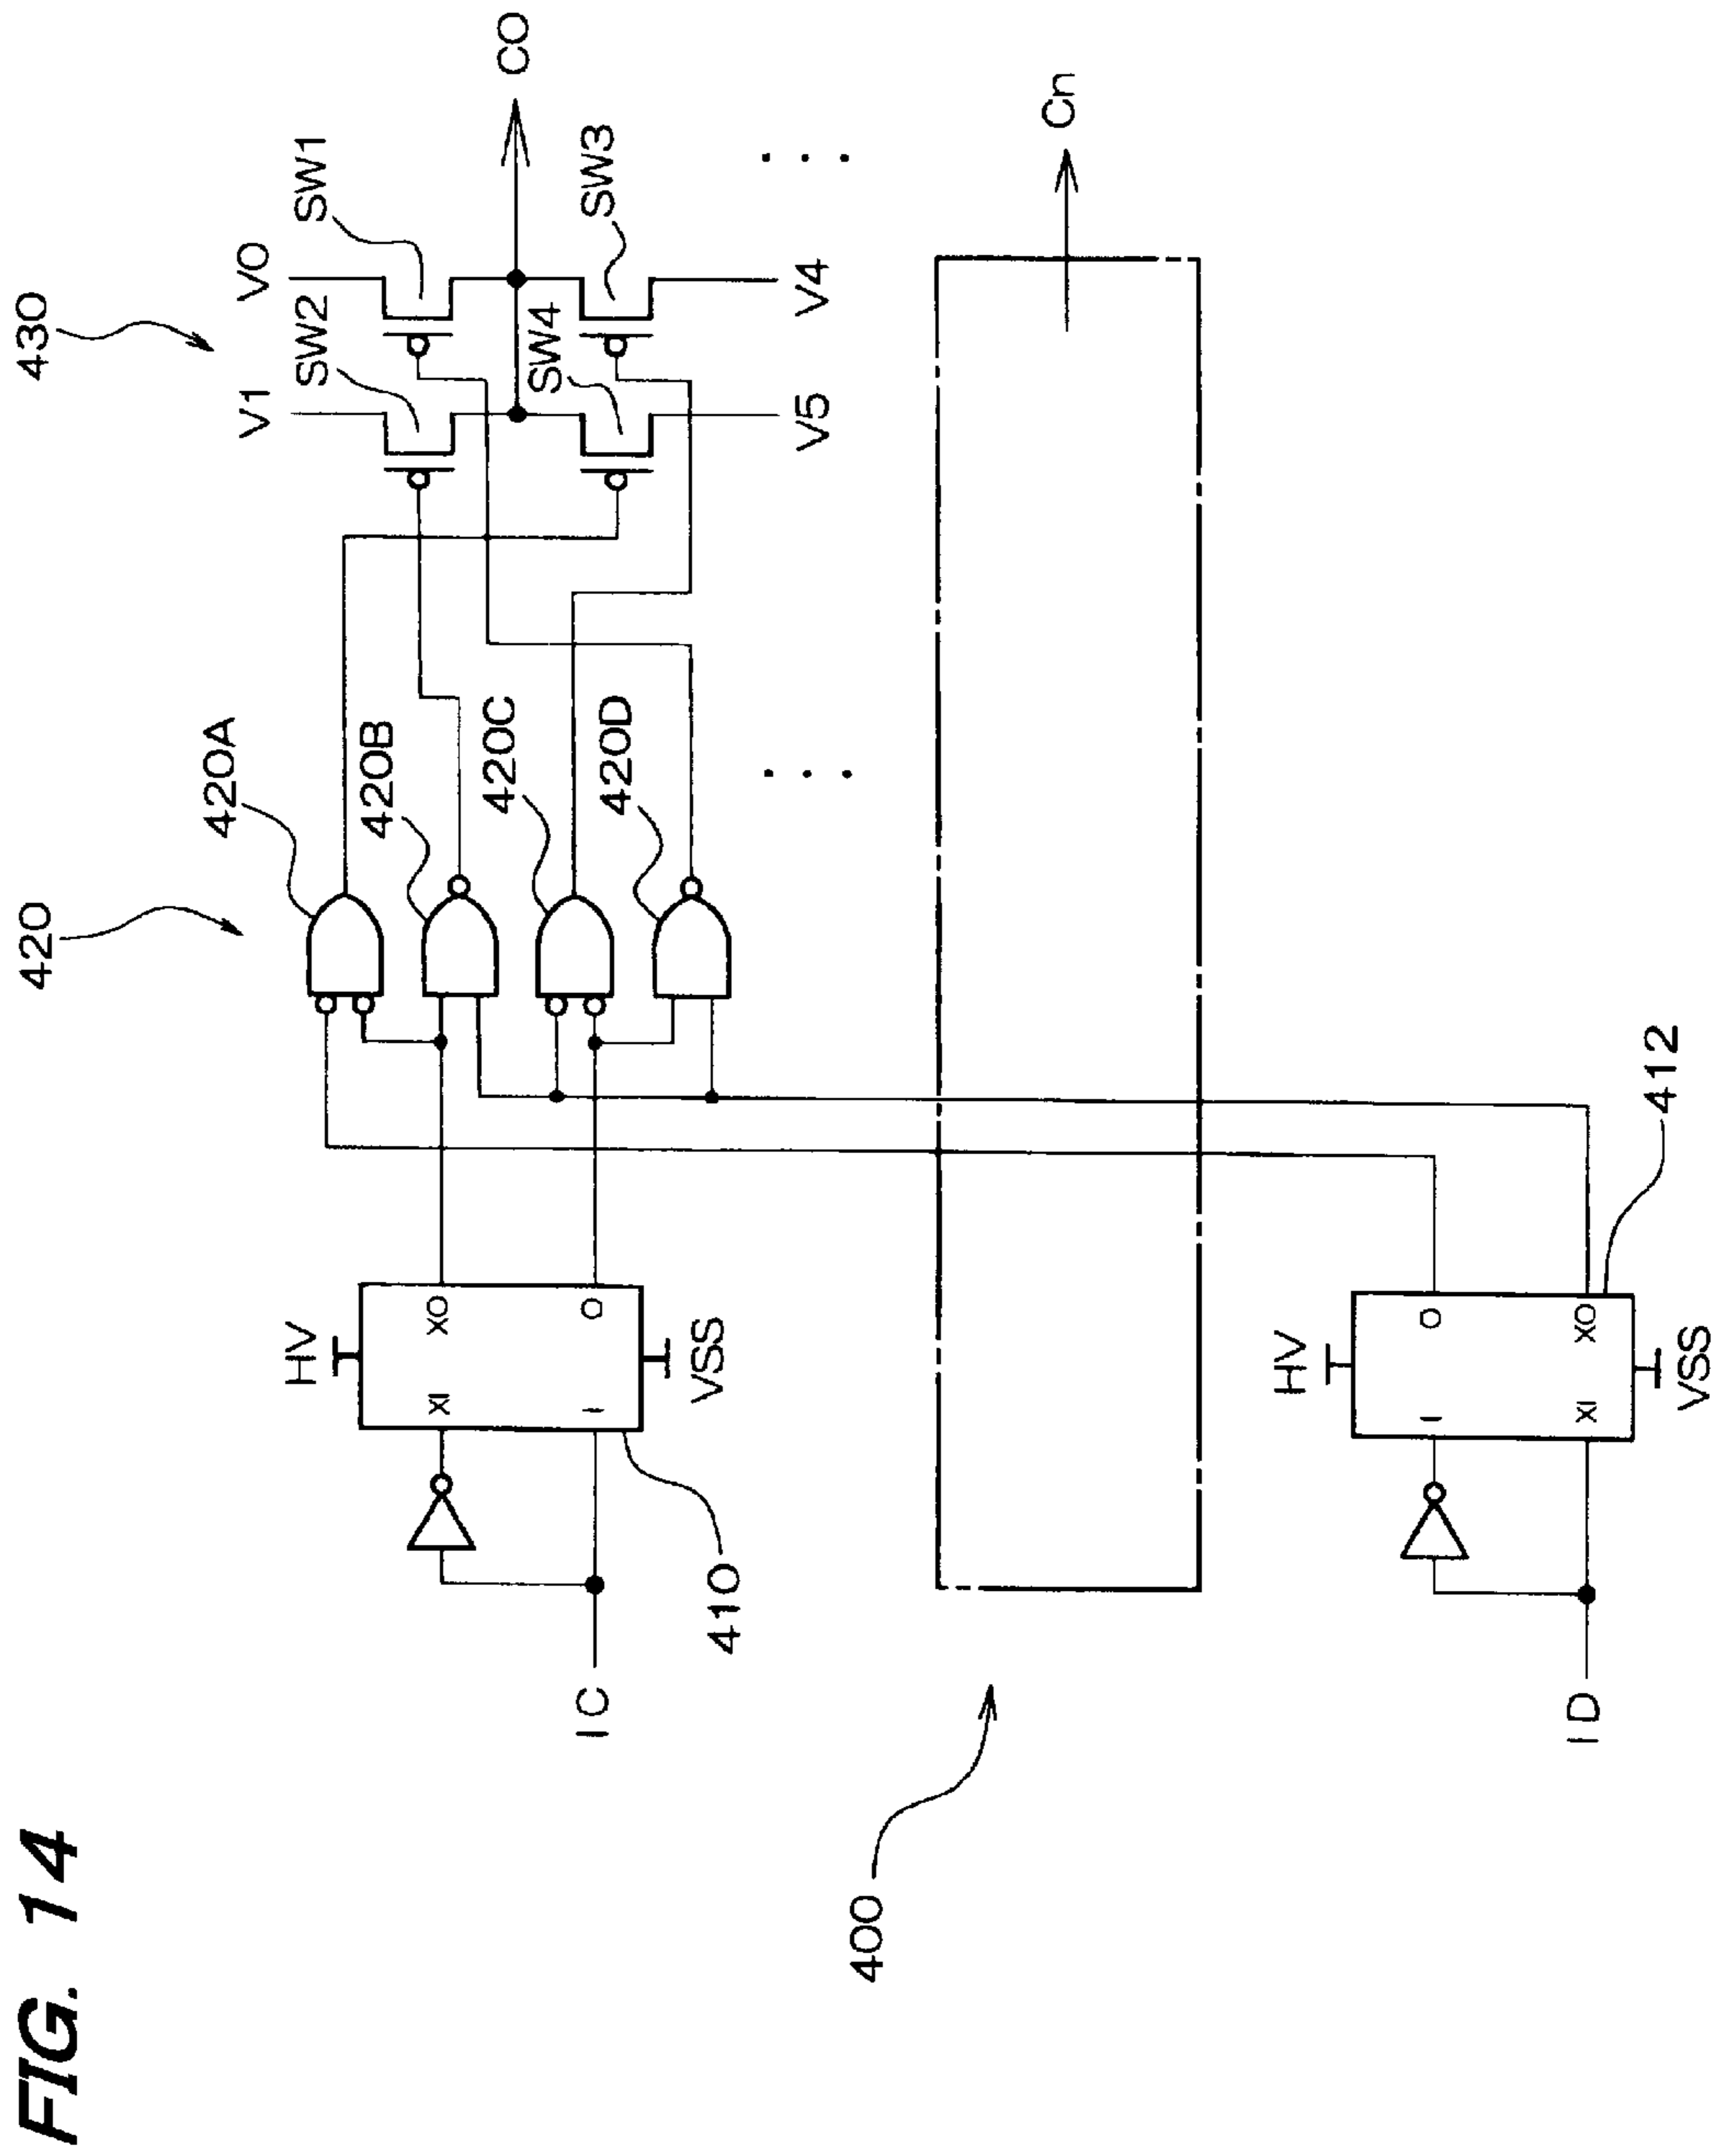 FIG. 14
400
420
430
420A
420B
420C
420D
V1
V0
SW2
SW1
SW4
SW3
V5
V4
CO
Cn
HV
XI
XO
I
O
VSS
410
IC
HV
I
O
XI
XO
VSS
412
ID